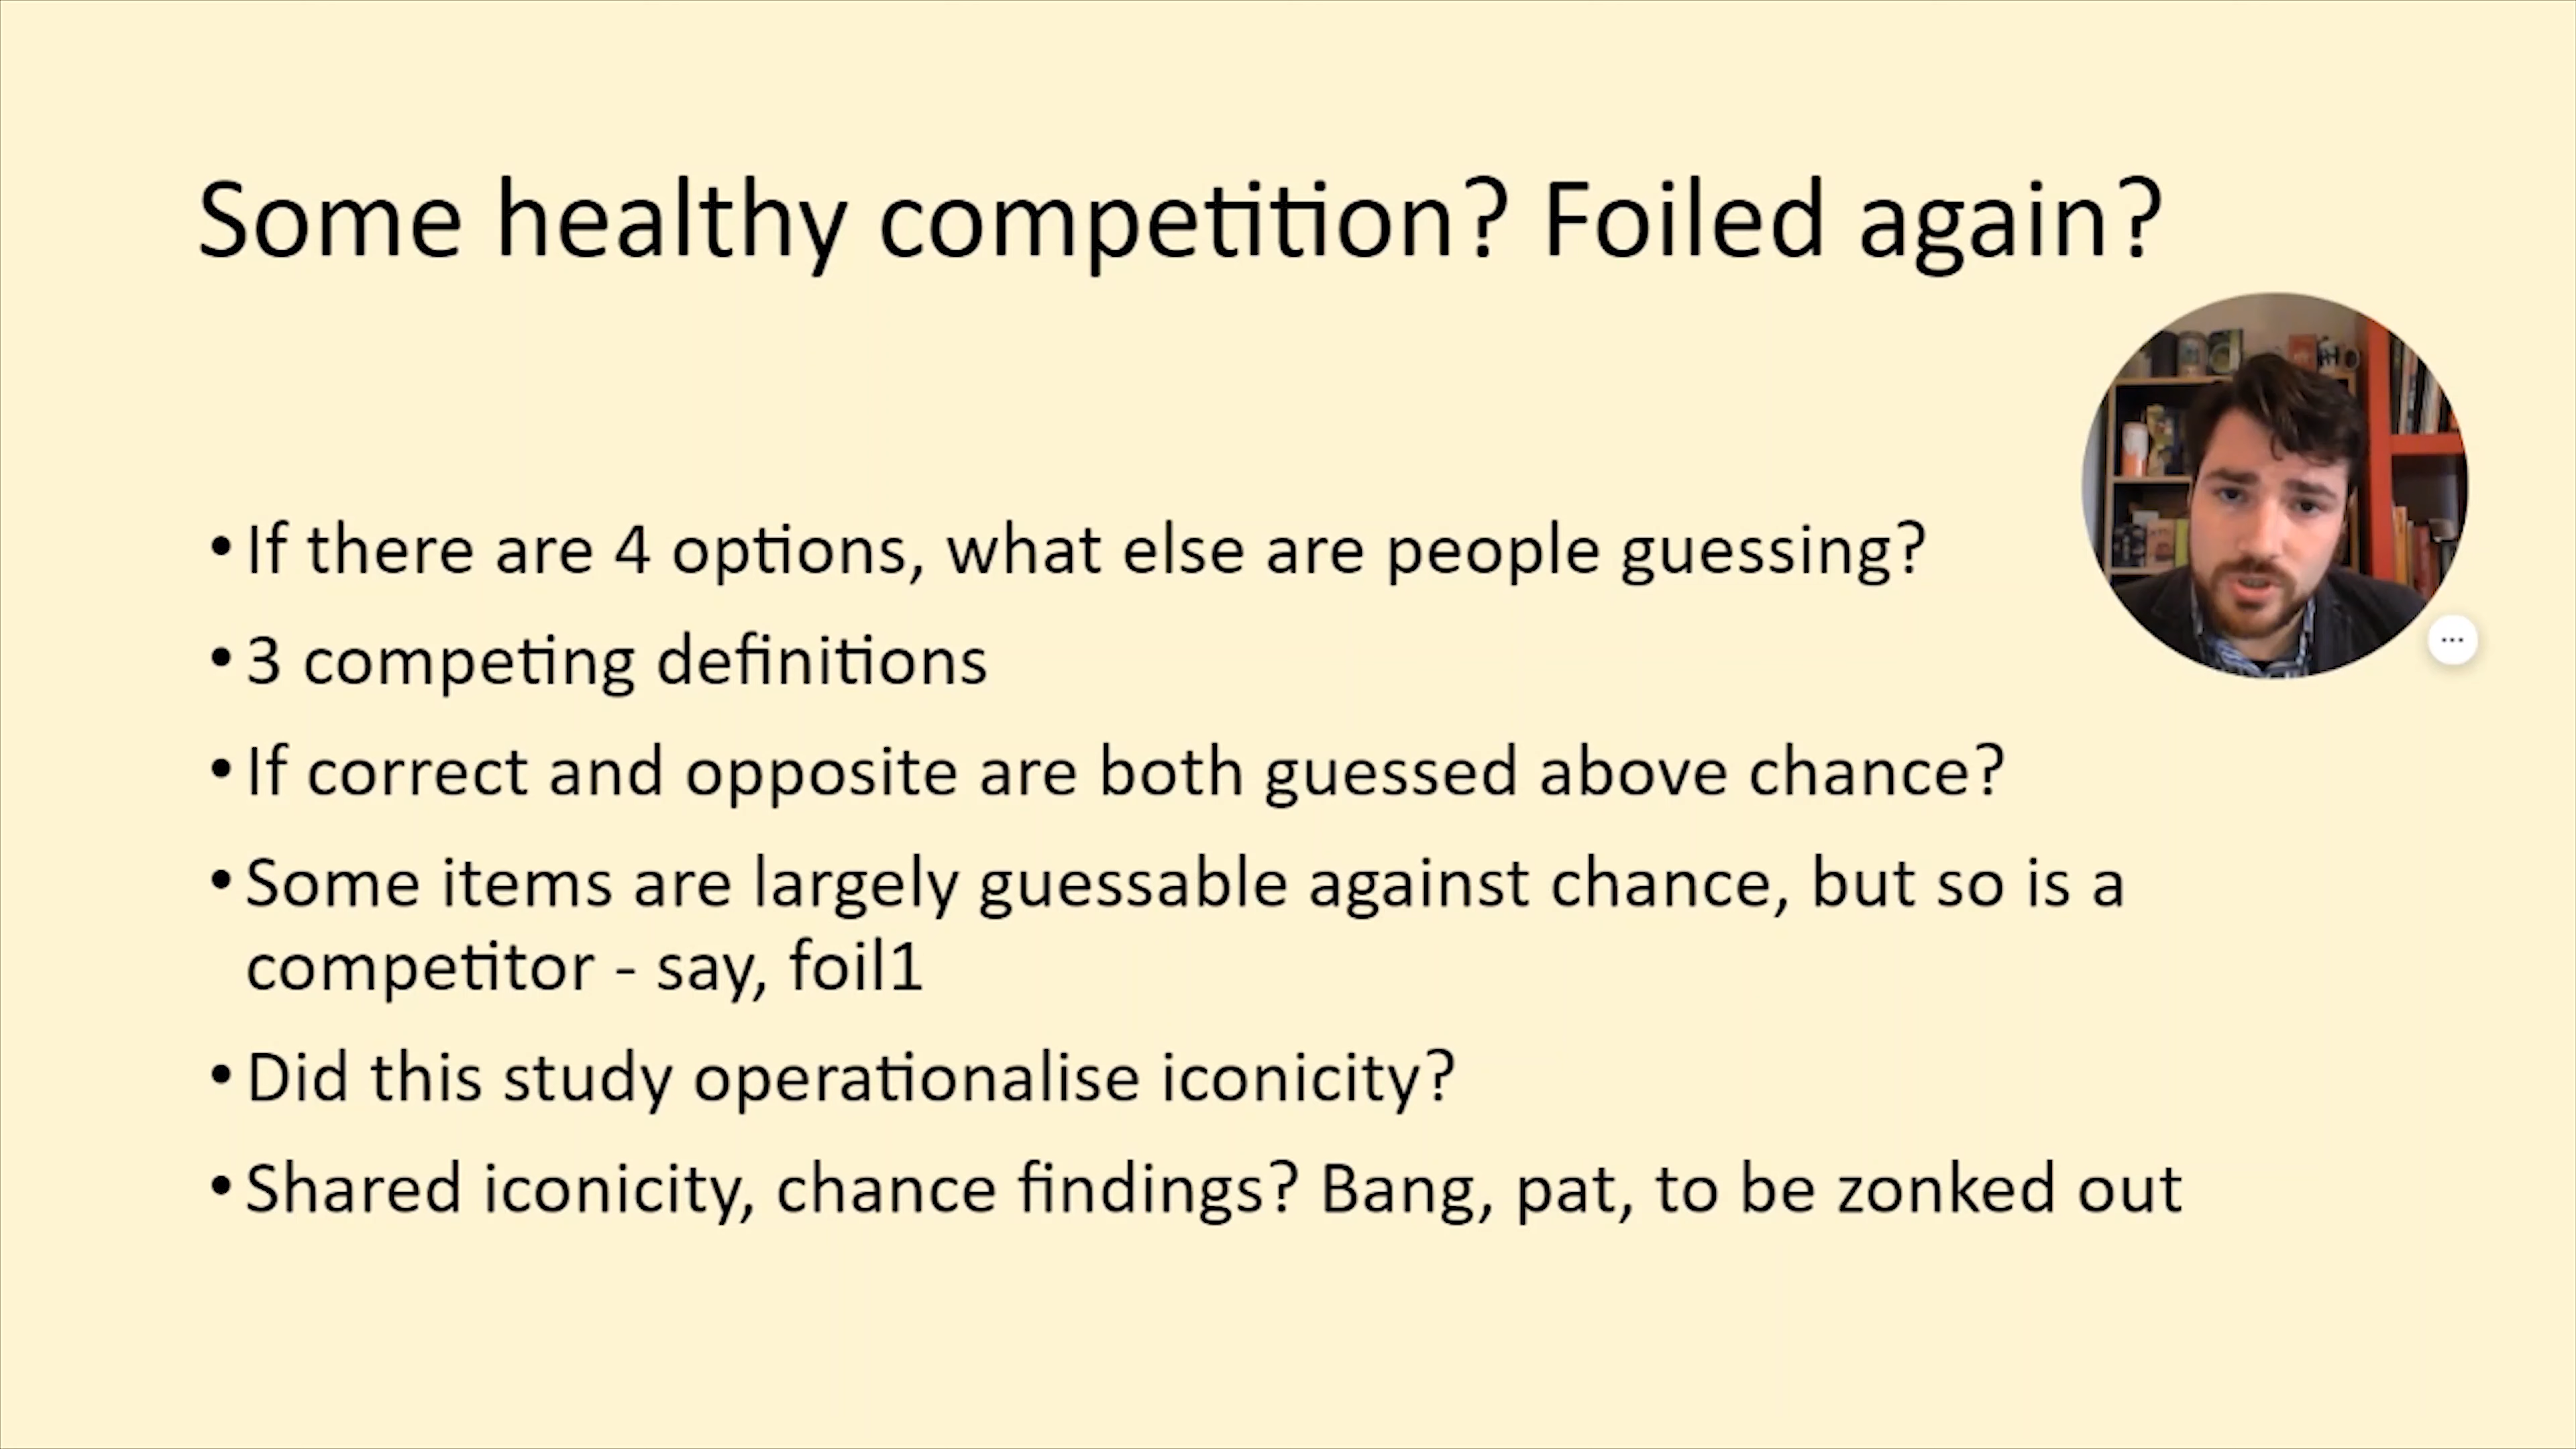 Some healthy competition? Foiled again?
• If there are 4 options, what else are people guessing?
• 3 competing definitions
• If correct and opposite are both guessed above chance?
• Some items are largely guessable against chance, but so is a
competitor - say, foil1
• Did this study operationalise iconicity?
• Shared iconicity, chance findings? Bang, pat, to be zonked out